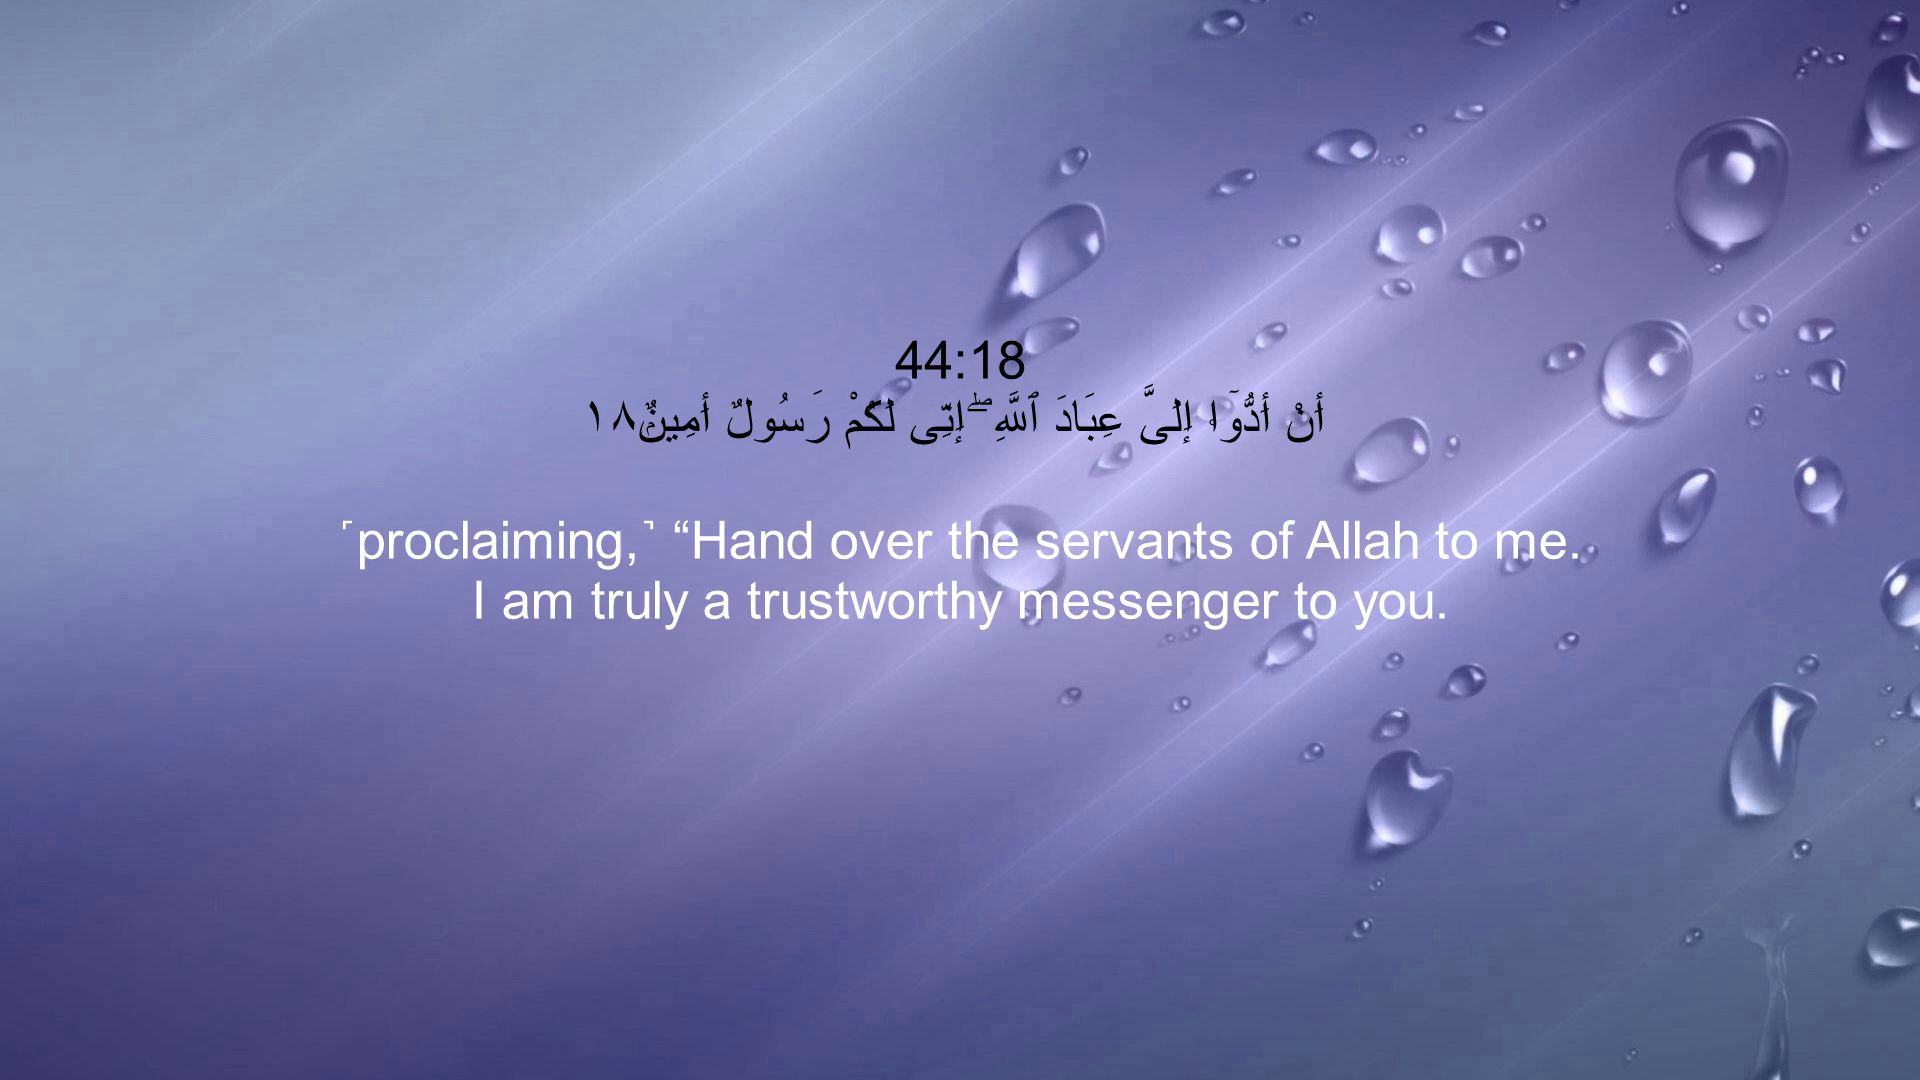 44:18
أَنْ أَدُّوٓا۟ إِلَىَّ عِبَادَ ٱللَّهِ ۖ إِنِّى لَكُمْ رَسُولٌ أَمِينٌۭ ١٨
˹proclaiming,˺ “Hand over the servants of Allah to me.
I am truly a trustworthy messenger to you.